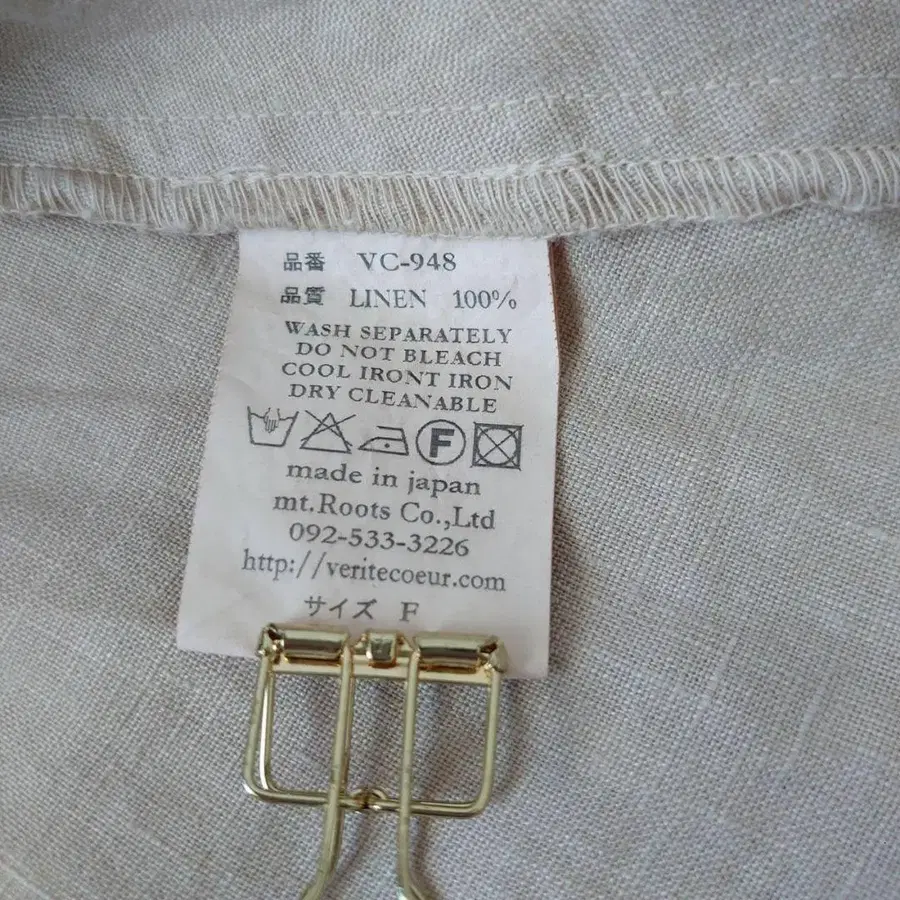 品番 VC-948
品質 LINEN 100%
WASH SEPARATELY
DO NOT BLEACH
COOL IRONT IRON
DRY CLEANABLE
F
made in japan
mt.Roots Co.,Ltd
092-533-3226
http://veritecoeur.com
サイズ F